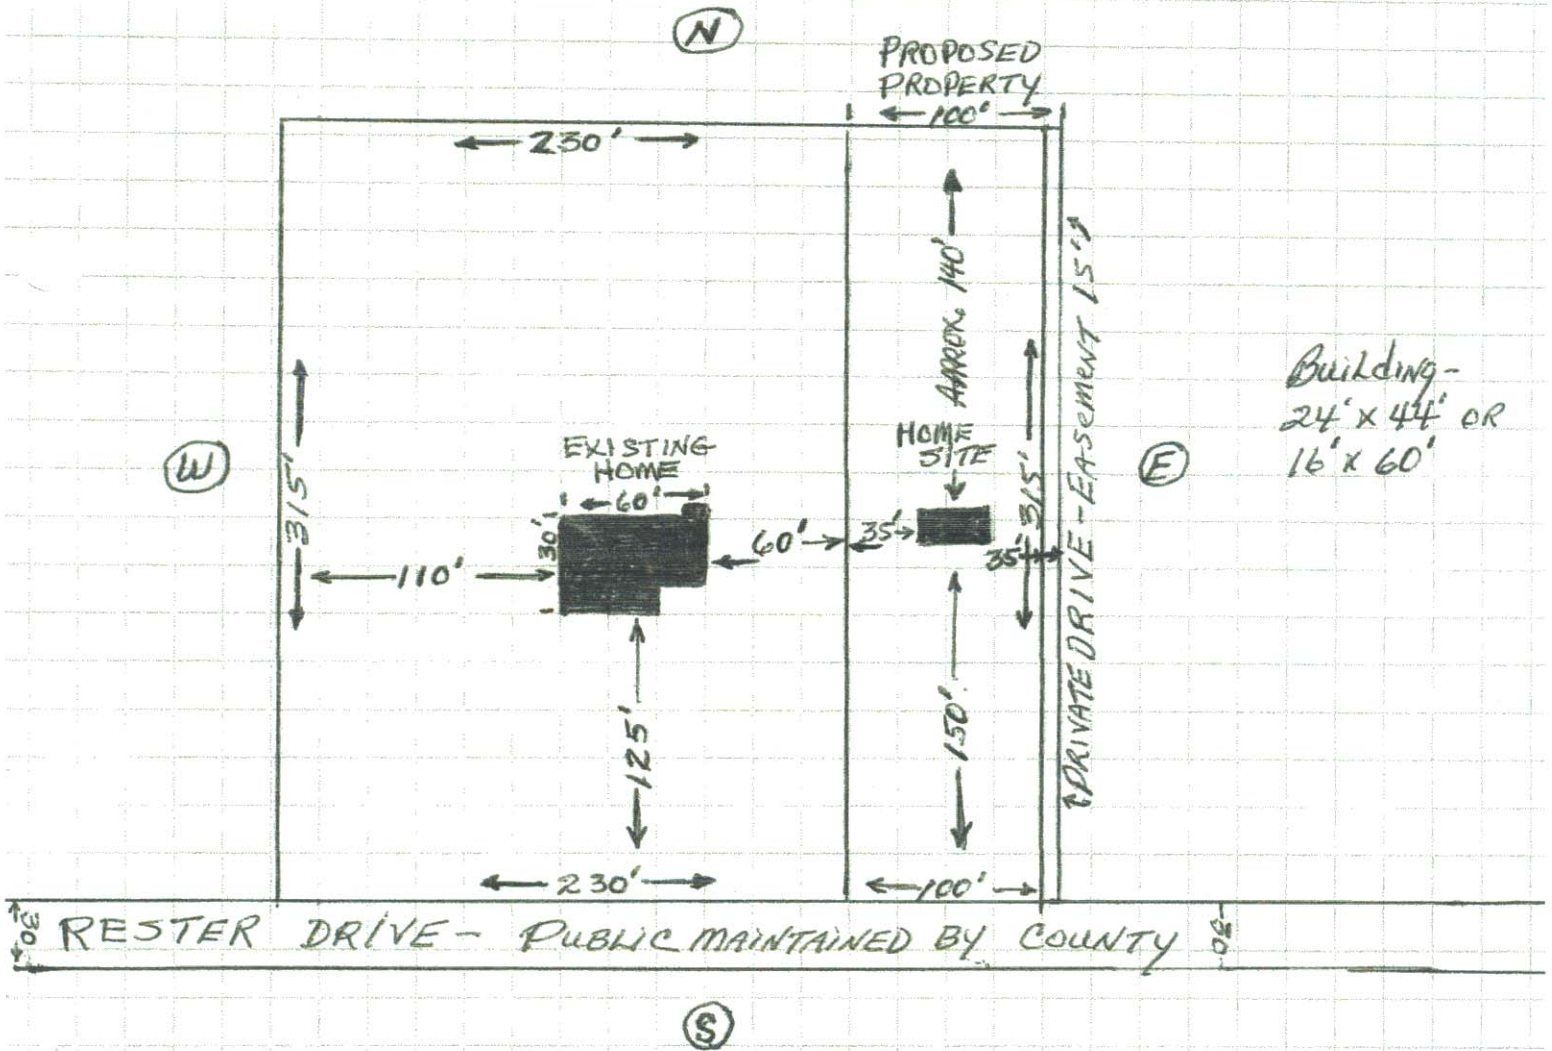 N
PROPOSED
PROPERTY
100'
230'
APPROX. 140'
PRIVATE DRIVE - EASEMENT 15'
Building -
24' x 44' OR
16' x 60'
W
E
315'
EXISTING
HOME
60'
30'
HOME
SITE
315'
110'
60'
35'
35'
125'
150'
230'
100'
30'
RESTER DRIVE - PUBLIC MAINTAINED BY COUNTY
30'
S